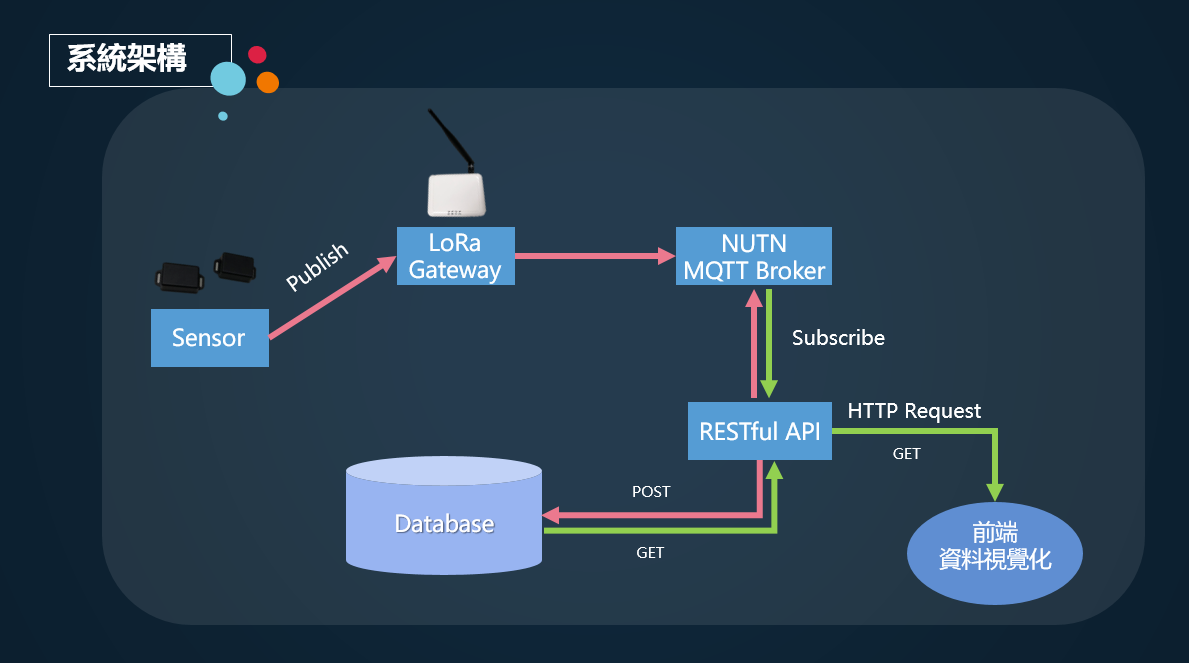 系統架構
Publish
LoRa
Gateway
NUTN
MQTT Broker
Sensor
Subscribe
HTTP Request
RESTful API
GET
POST
Database
GET
前端
資料視覺化